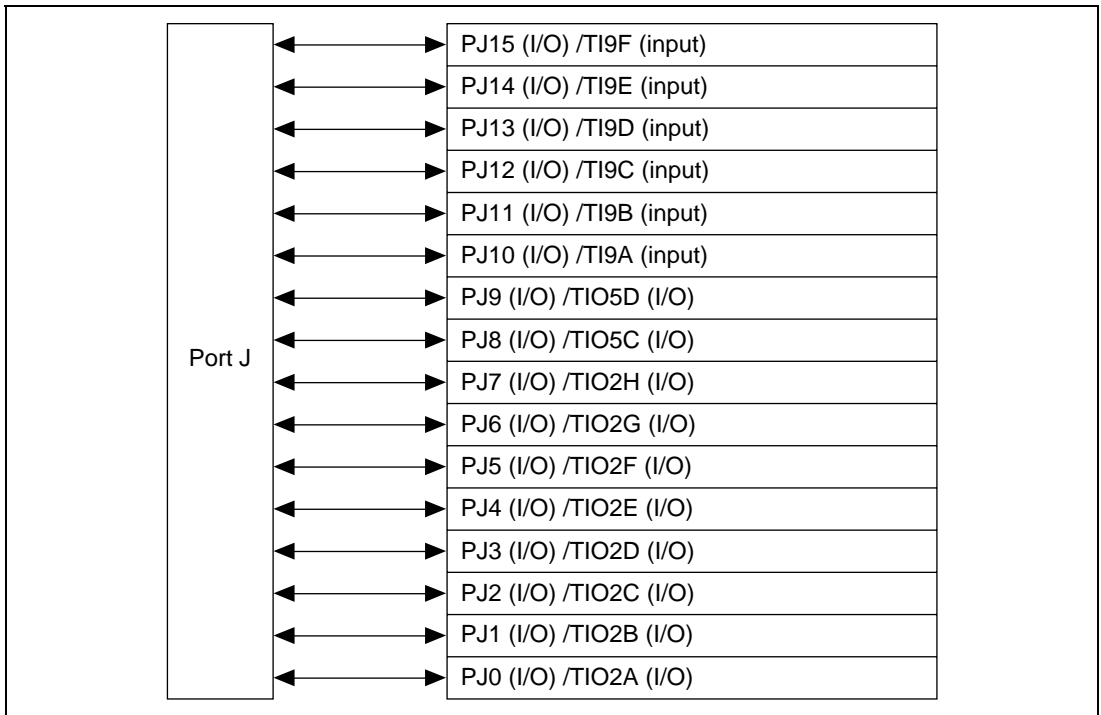 PJ15 (I/O) /TI9F (input)
PJ14 (I/O) /TI9E (input)
PJ13 (I/O) /TI9D (input)
PJ12 (I/O) /TI9C (input)
PJ11 (I/O) /TI9B (input)
PJ10 (I/O) /TI9A (input)
PJ9 (I/O) /TIO5D (I/O)
PJ8 (I/O) /TIO5C (I/O)
Port J
PJ7 (I/O) /TIO2H (I/O)
PJ6 (I/O) /TIO2G (I/O)
PJ5 (I/O) /TIO2F (I/O)
PJ4 (I/O) /TIO2E (I/O)
PJ3 (I/O) /TIO2D (I/O)
PJ2 (I/O) /TIO2C (I/O)
PJ1 (I/O) /TIO2B (I/O)
PJ0 (I/O) /TIO2A (I/O)